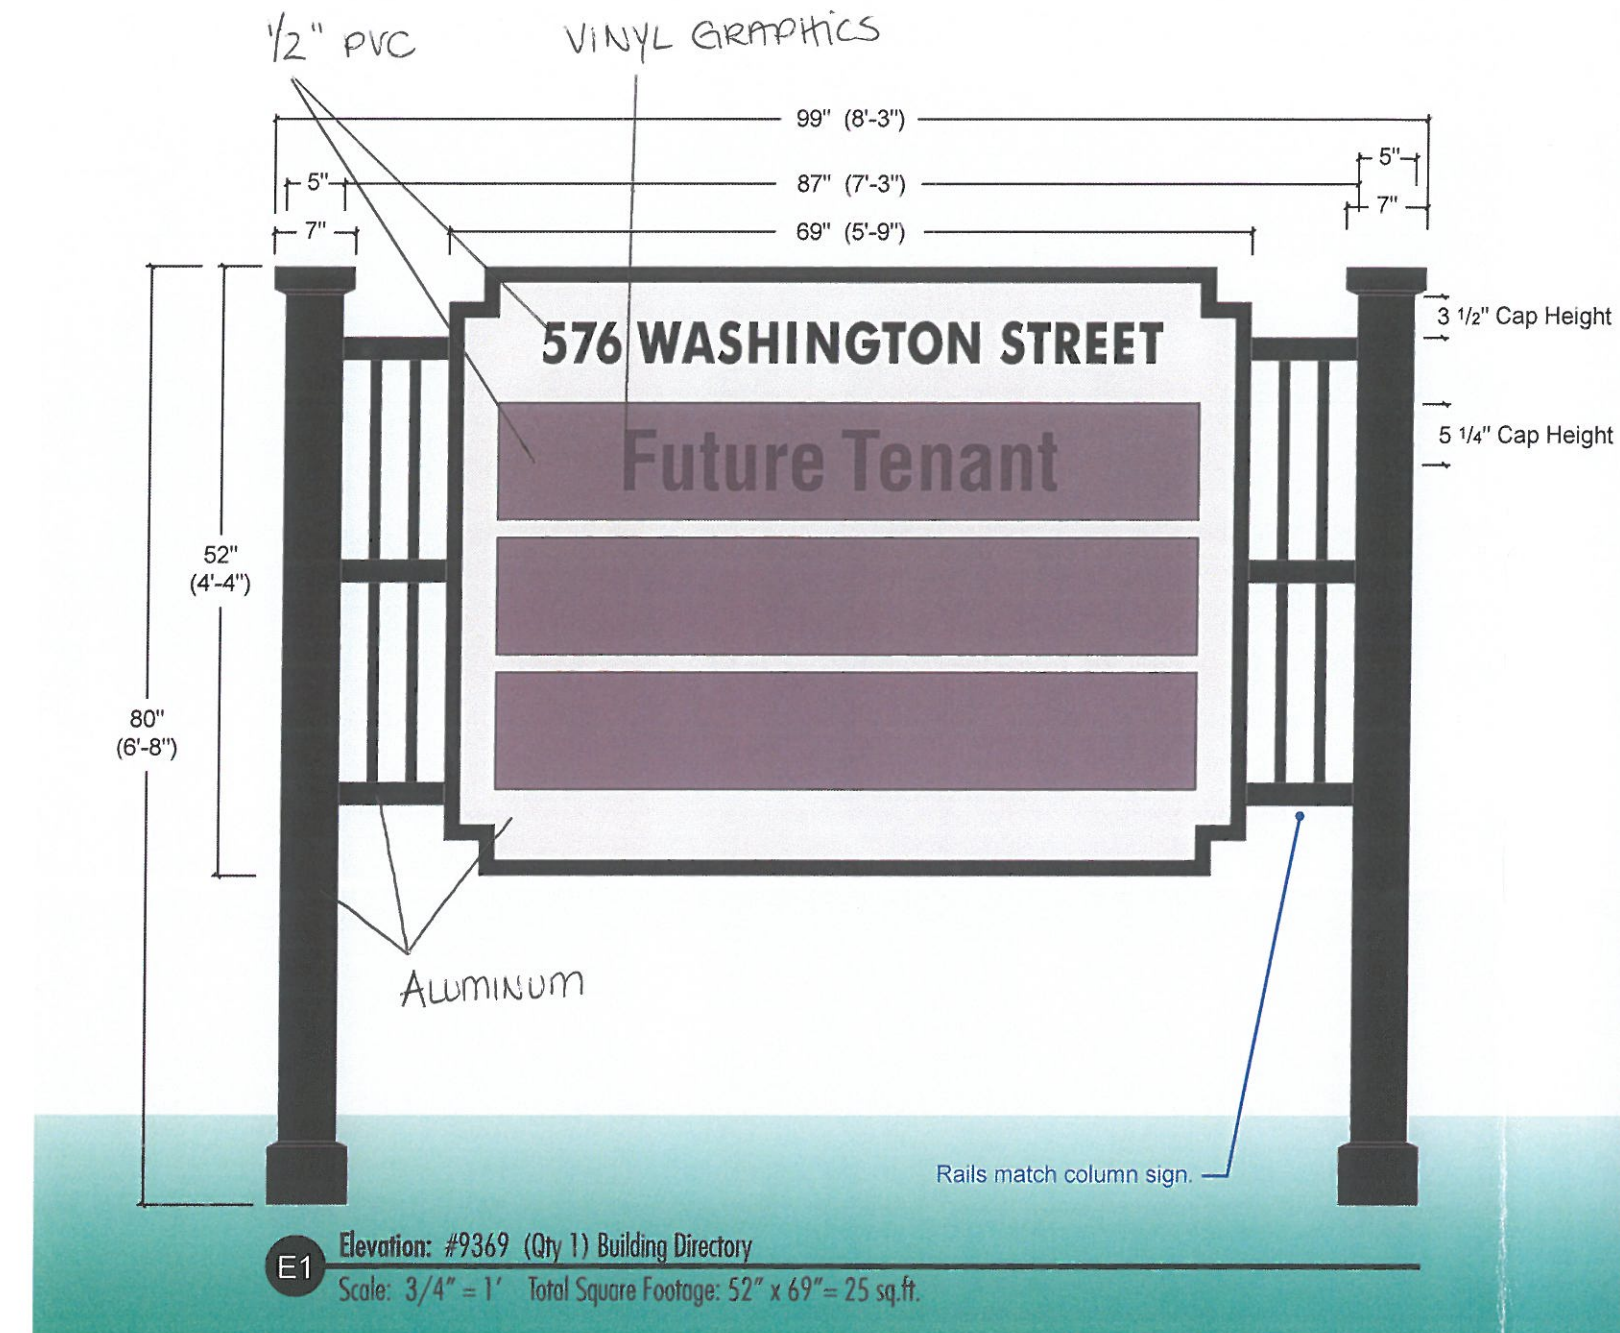 1/2" PVC
VINYL GRAPHICS
99" (8'-3")
5"
87" (7'-3")
5"
7"
69" (5'-9")
7"
3 1/2" Cap Height
576 WASHINGTON STREET
5 1/4" Cap Height
Future Tenant
52"
(4'-4")
80"
(6'-8")
ALUMINUM
Rails match column sign.
E1
Elevation: #9369 (Qty 1) Building Directory
Scale: 3/4" = 1' Total Square Footage: 52" x 69"= 25 sq.ft.